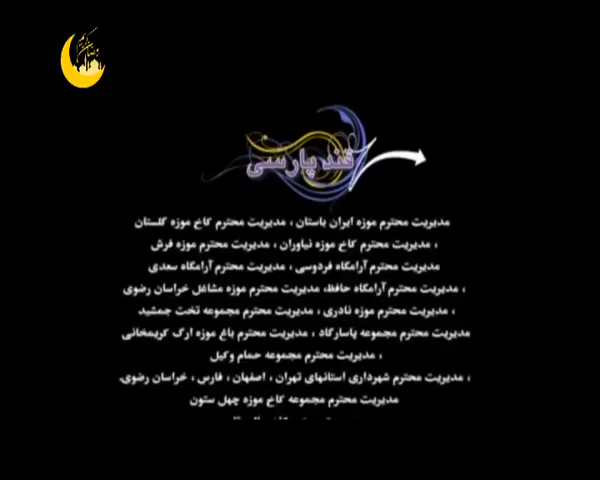 قند پارسی
مدیریت محترم موزه ایران باستان ، مدیریت محترم کاخ موزه گلستان
، مدیریت محترم کاخ موزه نیاوران ، مدیریت محترم موزه فرش
مدیریت محترم آرامگاه فردوسی ، مدیریت محترم آرامگاه سعدی
، مدیریت محترم آرامگاه حافظ، مدیریت محترم موزه مشاغل خراسان رضوی
، مدیریت محترم موزه نادری ، مدیریت محترم مجموعه تخت جمشید
مدیریت محترم مجموعه پاسارگاد ، مدیریت محترم باغ موزه ارگ کریمخانی
، مدیریت محترم مجموعه حمام وکیل
، مدیریت محترم شهرداری استانهای تهران ، اصفهان ، فارس ، خراسان رضوی.
مدیریت محترم مجموعه کاخ موزه چهل ستون